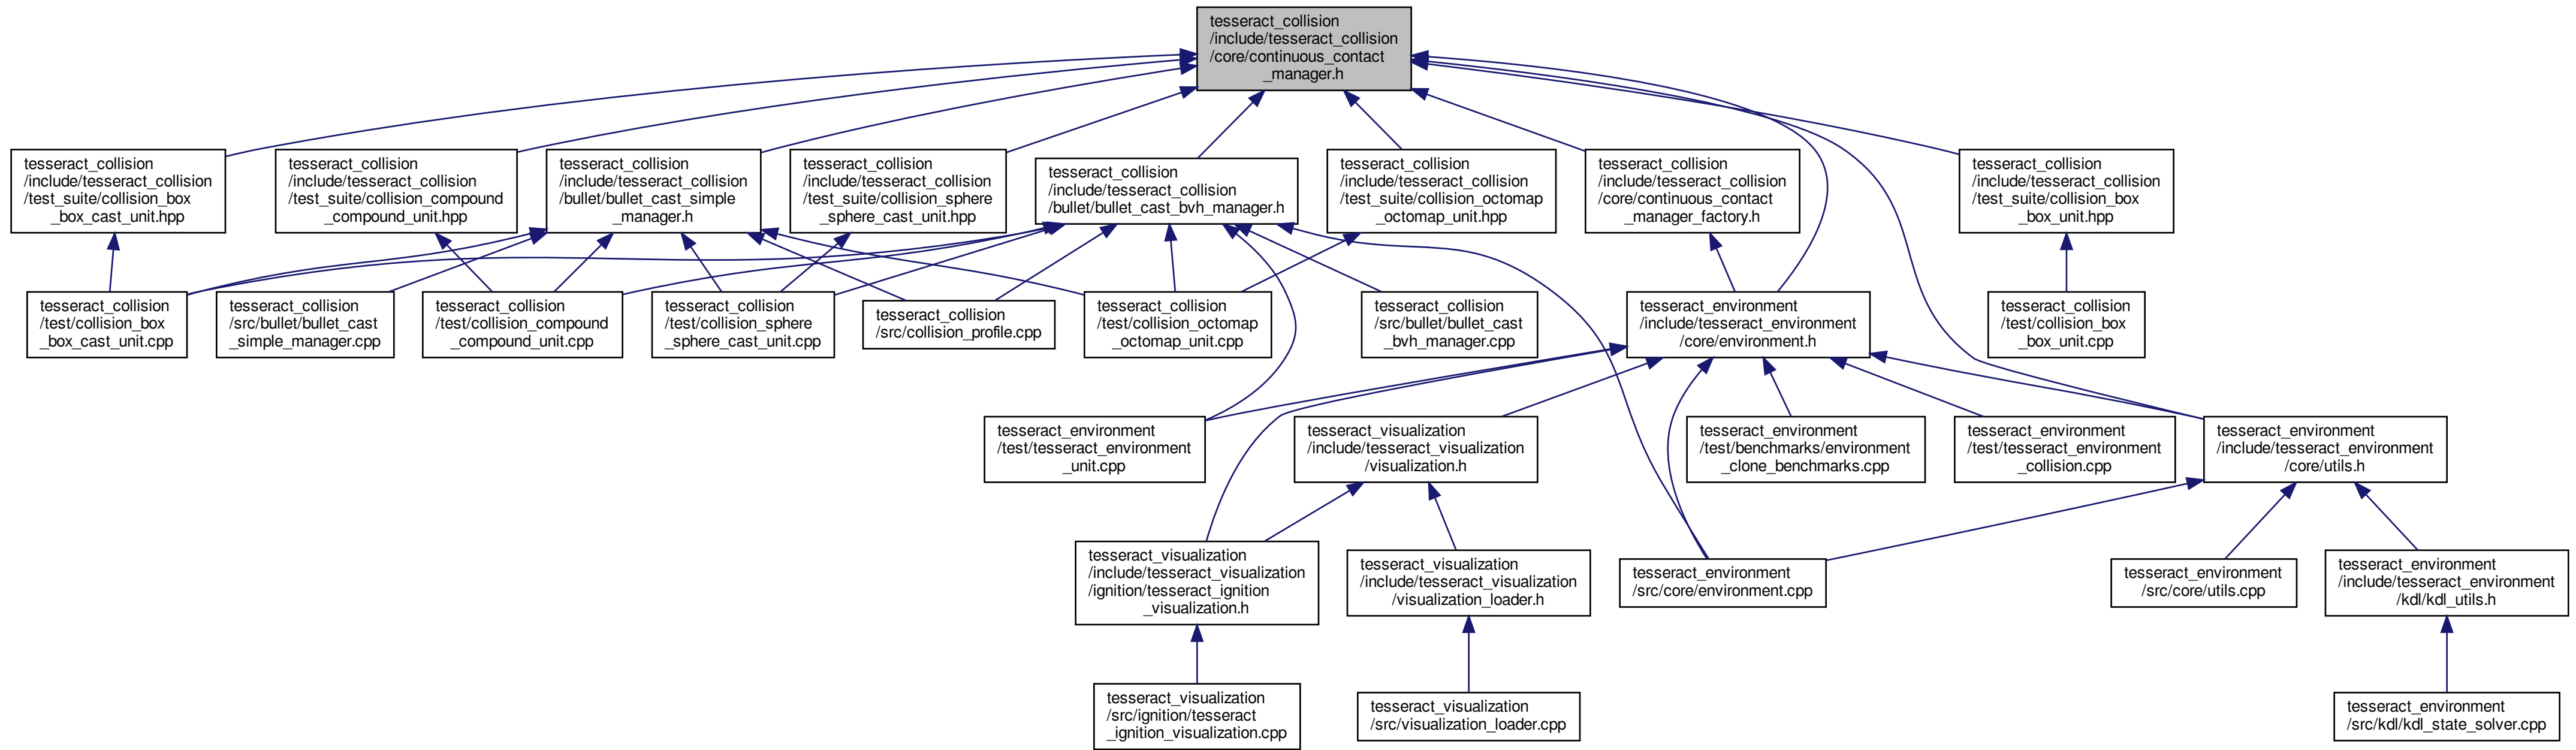 tesseract_collision
/include/tesseract_collision
/core/continuous_contact
_manager.h
tesseract_collision
/include/tesseract_collision
/test_suite/collision_box
_box_cast_unit.hpp
tesseract_collision
/include/tesseract_collision
/test_suite/collision_compound
_compound_unit.hpp
tesseract_collision
/include/tesseract_collision
/bullet/bullet_cast_simple
_manager.h
tesseract_collision
/include/tesseract_collision
/test_suite/collision_sphere
_sphere_cast_unit.hpp
tesseract_collision
/include/tesseract_collision
/bullet/bullet_cast_bvh_manager.h
tesseract_collision
/include/tesseract_collision
/test_suite/collision_octomap
_octomap_unit.hpp
tesseract_collision
/include/tesseract_collision
/core/continuous_contact
_manager_factory.h
tesseract_collision
/include/tesseract_collision
/test_suite/collision_box
_box_unit.hpp
tesseract_collision
/test/collision_box
_box_cast_unit.cpp
tesseract_collision
/src/bullet/bullet_cast
_simple_manager.cpp
tesseract_collision
/test/collision_compound
_compound_unit.cpp
tesseract_collision
/test/collision_sphere
_sphere_cast_unit.cpp
tesseract_collision
/src/collision_profile.cpp
tesseract_collision
/test/collision_octomap
_octomap_unit.cpp
tesseract_collision
/src/bullet/bullet_cast
_bvh_manager.cpp
tesseract_environment
/include/tesseract_environment
/core/environment.h
tesseract_collision
/test/collision_box
_box_unit.cpp
tesseract_environment
/test/tesseract_environment
_unit.cpp
tesseract_visualization
/include/tesseract_visualization
/visualization.h
tesseract_environment
/test/benchmarks/environment
_clone_benchmarks.cpp
tesseract_environment
/test/tesseract_environment
_collision.cpp
tesseract_environment
/include/tesseract_environment
/core/utils.h
tesseract_visualization
/include/tesseract_visualization
/ignition/tesseract_ignition
_visualization.h
tesseract_visualization
/include/tesseract_visualization
/visualization_loader.h
tesseract_environment
/src/core/environment.cpp
tesseract_environment
/src/core/utils.cpp
tesseract_environment
/include/tesseract_environment
/kdl/kdl_utils.h
tesseract_visualization
/src/ignition/tesseract
_ignition_visualization.cpp
tesseract_visualization
/src/visualization_loader.cpp
tesseract_environment
/src/kdl/kdl_state_solver.cpp